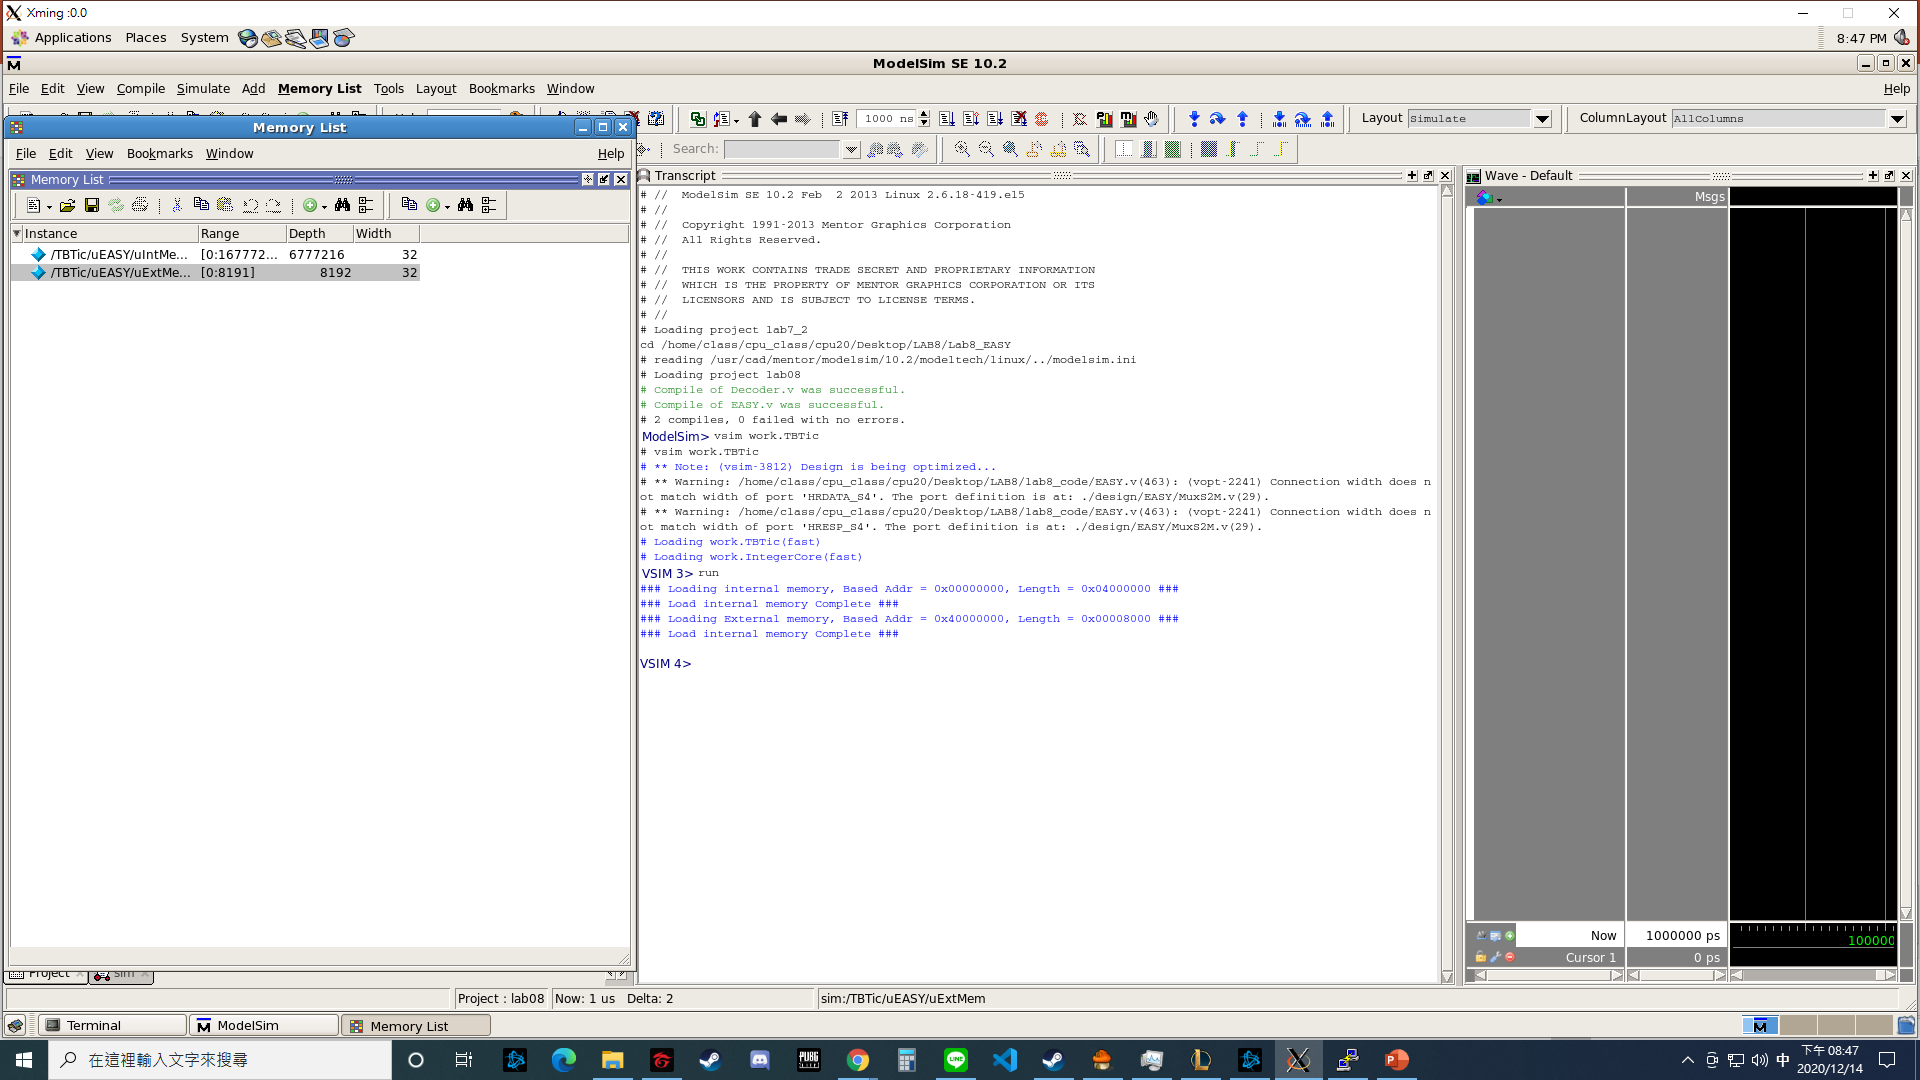 Xming :0.0
Applications Places System 8:47 PM
ModelSim SE 10.2
File Edit View Compile Simulate Add Memory List Tools Layout Bookmarks Window Help
1000 ns Layout Simulate ColumnLayout AllColumns
Search:
Memory List
File Edit View Bookmarks Window Help
Memory List
Instance Range Depth Width
/TBTic/uEASY/uIntMe... [0:167772... 6777216 32
/TBTic/uEASY/uExtMe... [0:8191] 8192 32
Transcript
# // ModelSim SE 10.2 Feb 2 2013 Linux 2.6.18-419.el5
# //
# // Copyright 1991-2013 Mentor Graphics Corporation
# // All Rights Reserved.
# //
# // THIS WORK CONTAINS TRADE SECRET AND PROPRIETARY INFORMATION
# // WHICH IS THE PROPERTY OF MENTOR GRAPHICS CORPORATION OR ITS
# // LICENSORS AND IS SUBJECT TO LICENSE TERMS.
# //
# Loading project lab7_2
cd /home/class/cpu_class/cpu20/Desktop/LAB8/Lab8_EASY
# reading /usr/cad/mentor/modelsim/10.2/modeltech/linux/../modelsim.ini
# Loading project lab08
# Compile of Decoder.v was successful.
# Compile of EASY.v was successful.
# 2 compiles, 0 failed with no errors.
ModelSim> vsim work.TBTic
# vsim work.TBTic
# ** Note: (vsim-3812) Design is being optimized...
# ** Warning: /home/class/cpu_class/cpu20/Desktop/LAB8/lab8_code/EASY.v(463): (vopt-2241) Connection width does n
ot match width of port 'HRDATA_S4'. The port definition is at: ./design/EASY/MuxS2M.v(29).
# ** Warning: /home/class/cpu_class/cpu20/Desktop/LAB8/lab8_code/EASY.v(463): (vopt-2241) Connection width does n
ot match width of port 'HRESP_S4'. The port definition is at: ./design/EASY/MuxS2M.v(29).
# Loading work.TBTic(fast)
# Loading work.IntegerCore(fast)
VSIM 3> run
### Loading internal memory, Based Addr = 0x00000000, Length = 0x04000000 ###
### Load internal memory Complete ###
### Loading External memory, Based Addr = 0x40000000, Length = 0x00008000 ###
### Load internal memory Complete ###
VSIM 4>
Wave - Default
Msgs
Now 1000000 ps
100000
Cursor 1 0 ps
Project sim
Project : lab08 Now: 1 us Delta: 2 sim:/TBTic/uEASY/uExtMem
Terminal ModelSim Memory List
在這裡輸入文字來搜尋
中
下午 08:47
2020/12/14